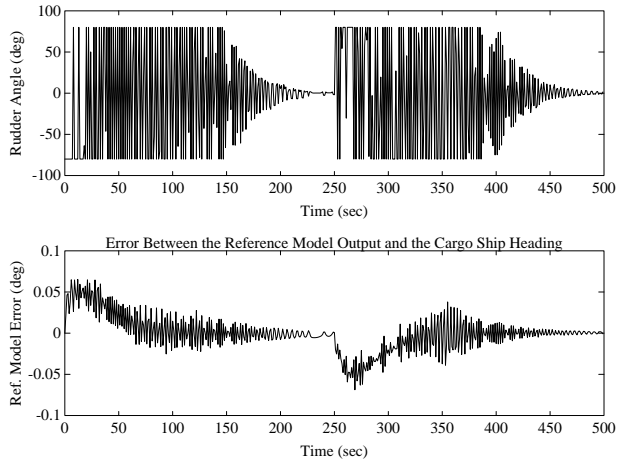 100
50
0
-50
-100
Rudder Angle (deg)
0 50 100 150 200 250 300 350 400 450 500
Time (sec)
Error Between the Reference Model Output and the Cargo Ship Heading
0.1
0.05
0
-0.05
-0.1
Ref. Model Error (deg)
0 50 100 150 200 250 300 350 400 450 500
Time (sec)